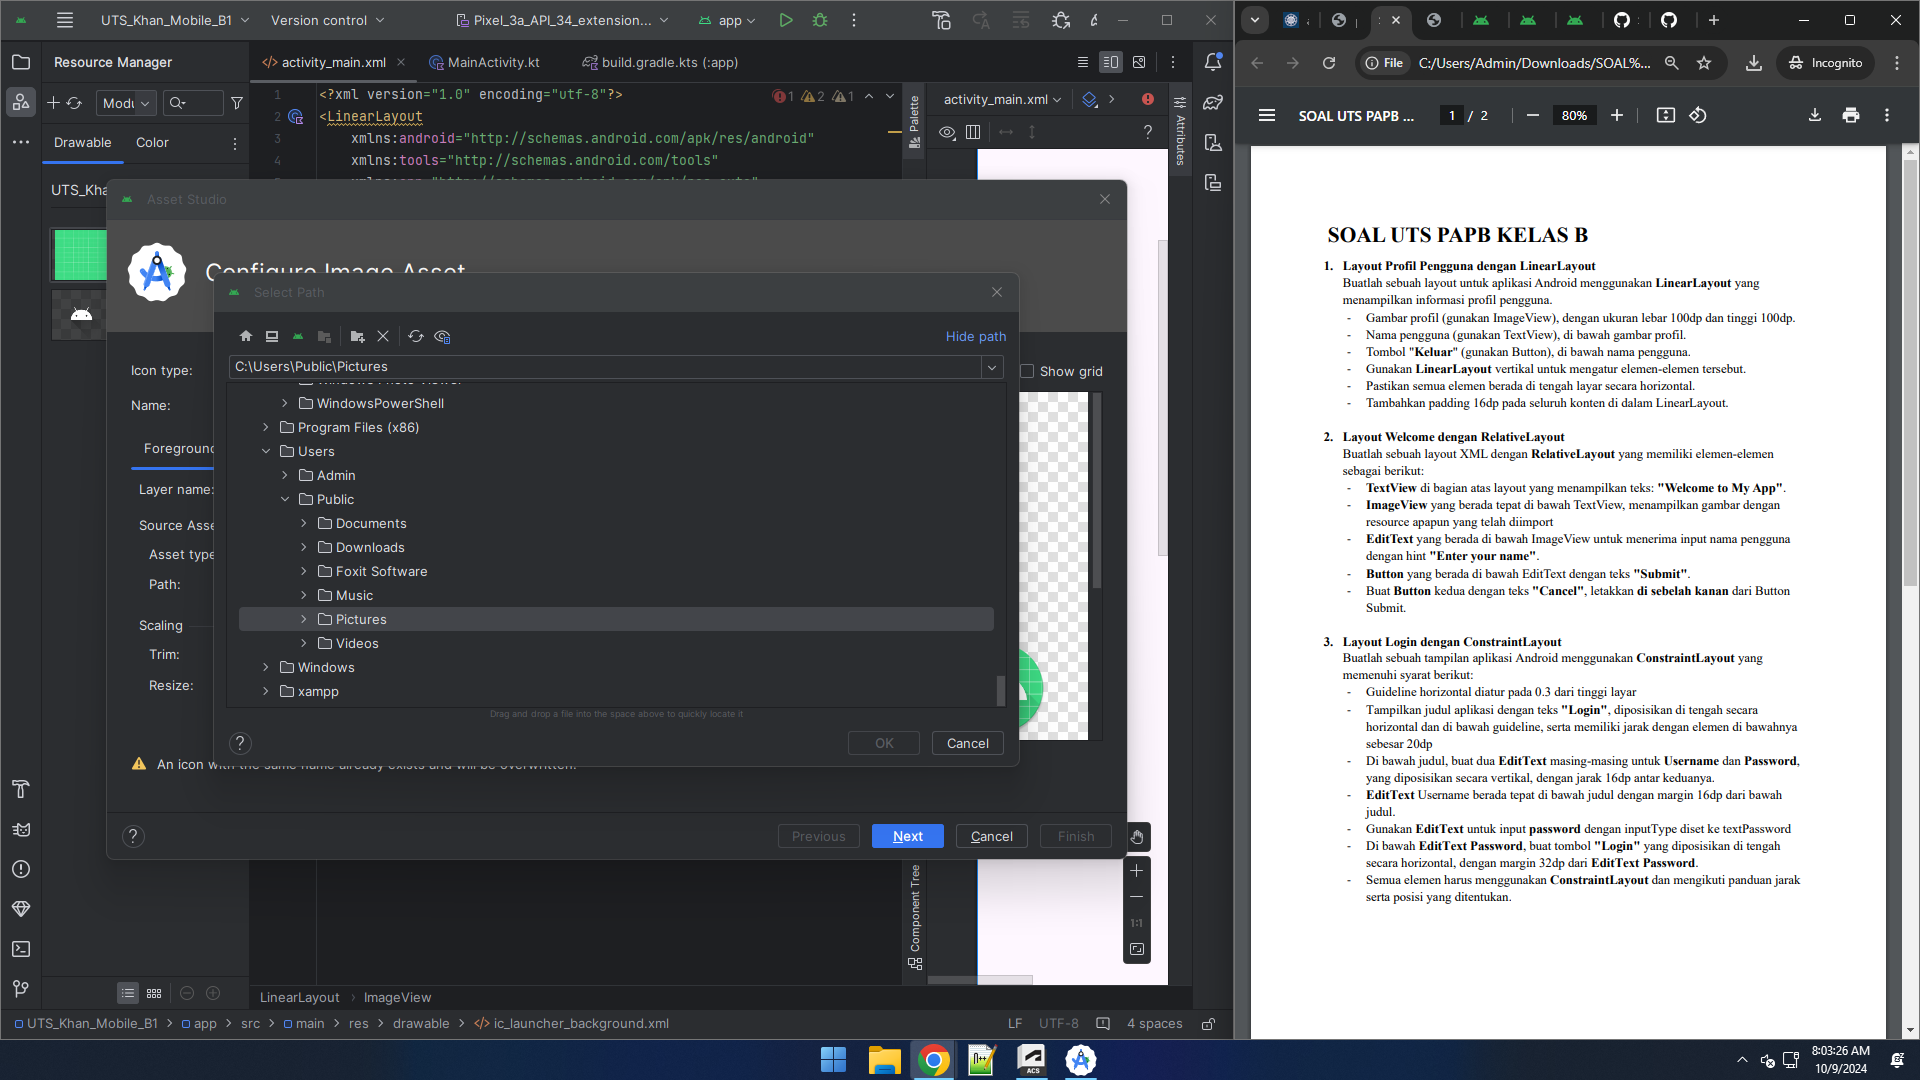 UTS_Khan_Mobile_B1
Version control
Pixel_3a_API_34_extension...
app
Resource Manager
activity_main.xml
MainActivity.kt
build.gradle.kts (:app)
Modu
Drawable
Color
UTS_Kha
1
2
3
4
<?xml version="1.0" encoding="utf-8"?>
<LinearLayout
xmlns:android="http://schemas.android.com/apk/res/android"
xmlns:tools="http://schemas.android.com/tools"
1
2
1
Palette
activity_main.xml
Attributes
Asset Studio
Configure Image Asset
Icon type:
Name:
Foreground
Layer name:
Source Asse
Asset type
Path:
Scaling
Trim:
Resize:
Show grid
Select Path
Hide path
C:\Users\Public\Pictures
WindowsPowerShell
Program Files (x86)
Users
Admin
Public
Documents
Downloads
Foxit Software
Music
Pictures
Videos
Windows
xampp
Drag and drop a file into the space above to quickly locate it
OK
Cancel
An icon with the same name already exists and will be overwritten.
Previous
Next
Cancel
Finish
Component Tree
1:1
LinearLayout
ImageView
UTS_Khan_Mobile_B1
app
src
main
res
drawable
ic_launcher_background.xml
LF
UTF-8
4 spaces
File
C:/Users/Admin/Downloads/SOAL%...
Incognito
SOAL UTS PAPB ...
1 / 2
80%
SOAL UTS PAPB KELAS B
1. Layout Profil Pengguna dengan LinearLayout
Buatlah sebuah layout untuk aplikasi Android menggunakan LinearLayout yang
menampilkan informasi profil pengguna.
- Gambar profil (gunakan ImageView), dengan ukuran lebar 100dp dan tinggi 100dp.
- Nama pengguna (gunakan TextView), di bawah gambar profil.
- Tombol "Keluar" (gunakan Button), di bawah nama pengguna.
- Gunakan LinearLayout vertikal untuk mengatur elemen-elemen tersebut.
- Pastikan semua elemen berada di tengah layar secara horizontal.
- Tambahkan padding 16dp pada seluruh konten di dalam LinearLayout.
2. Layout Welcome dengan RelativeLayout
Buatlah sebuah layout XML dengan RelativeLayout yang memiliki elemen-elemen
sebagai berikut:
- TextView di bagian atas layout yang menampilkan teks: "Welcome to My App".
- ImageView yang berada tepat di bawah TextView, menampilkan gambar dengan
resource apapun yang telah diimport
- EditText yang berada di bawah ImageView untuk menerima input nama pengguna
dengan hint "Enter your name".
- Button yang berada di bawah EditText dengan teks "Submit".
- Buat Button kedua dengan teks "Cancel", letakkan di sebelah kanan dari Button
Submit.
3. Layout Login dengan ConstraintLayout
Buatlah sebuah tampilan aplikasi Android menggunakan ConstraintLayout yang
memenuhi syarat berikut:
- Guideline horizontal diatur pada 0.3 dari tinggi layar
- Tampilkan judul aplikasi dengan teks "Login", diposisikan di tengah secara
horizontal dan di bawah guideline, serta memiliki jarak dengan elemen di bawahnya
sebesar 20dp
- Di bawah judul, buat dua EditText masing-masing untuk Username dan Password,
yang diposisikan secara vertikal, dengan jarak 16dp antar keduanya.
- EditText Username berada tepat di bawah judul dengan margin 16dp dari bawah
judul.
- Gunakan EditText untuk input password dengan inputType diset ke textPassword
- Di bawah EditText Password, buat tombol "Login" yang diposisikan di tengah
secara horizontal, dengan margin 32dp dari EditText Password.
- Semua elemen harus menggunakan ConstraintLayout dan mengikuti panduan jarak
serta posisi yang ditentukan.
ACS
8:03:26 AM
10/9/2024